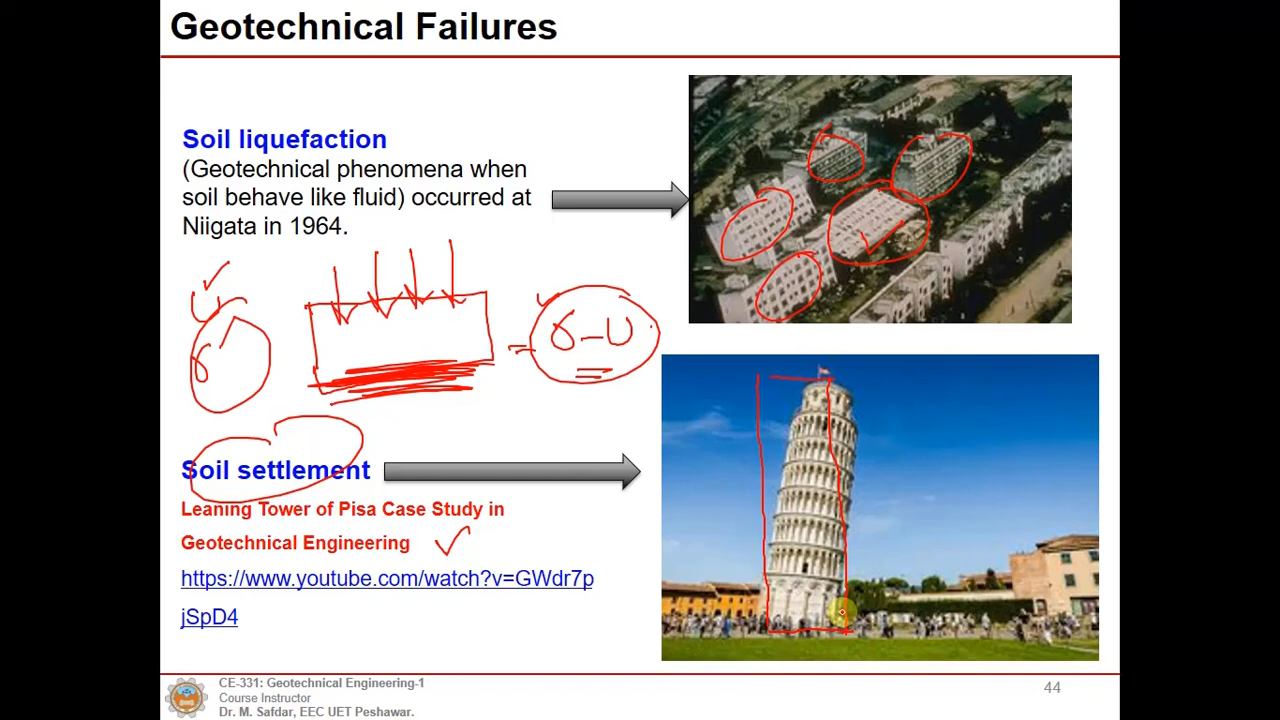 Geotechnical Failures
Soil liquefaction
(Geotechnical phenomena when
soil behave like fluid) occurred at
Niigata in 1964.
σ' = σ-U
Soil settlement
Leaning Tower of Pisa Case Study in
Geotechnical Engineering
https://www.youtube.com/watch?v=GWdr7p
jSpD4
CE-331: Geotechnical Engineering-1
Course Instructor
Dr. M. Safdar, EEC UET Peshawar.
44